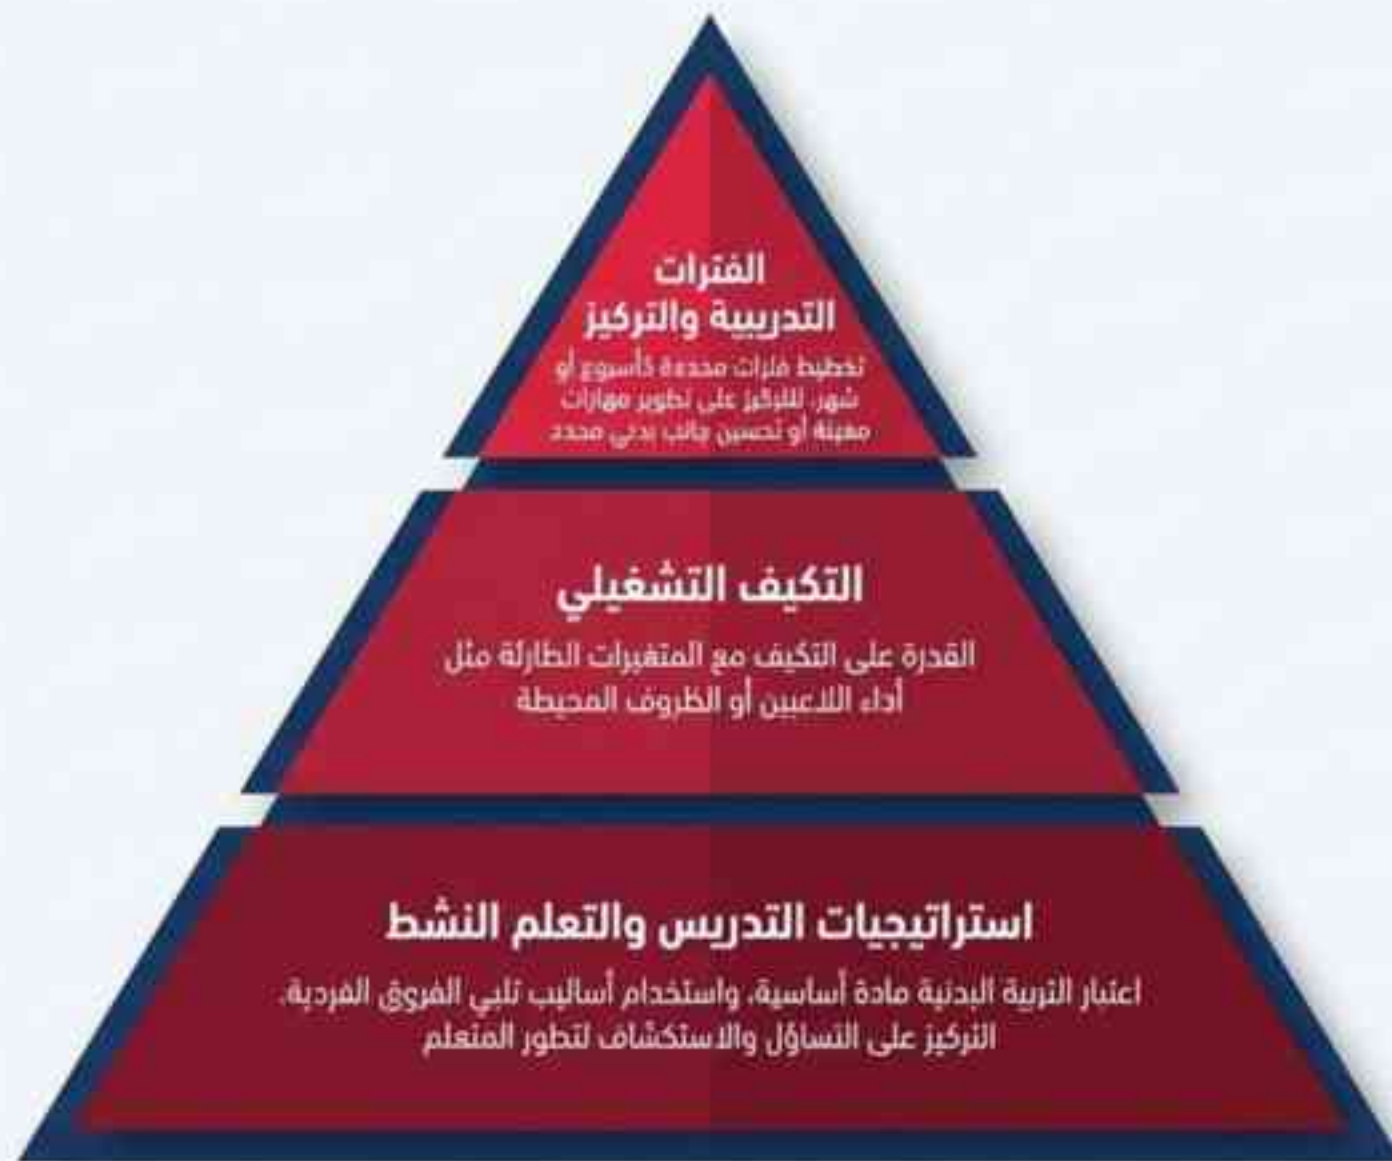 الفترات
التدريبية والتركيز
تخطيط فترات محددة كأسبوع أو
شهر، للتركيز على تطوير مهارات
معينة أو تحسين جانب بدني محدد
التكيف التشغيلي
القدرة على التكيف مع المتغيرات الطارئة مثل
أداء اللاعبين أو الظروف المحيطة
استراتيجيات التدريس والتعلم النشط
اعتبار التربية البدنية مادة أساسية، واستخدام أساليب تلبي الفروق الفردية.
التركيز على التساؤل والاستكشاف لتطور المتعلم